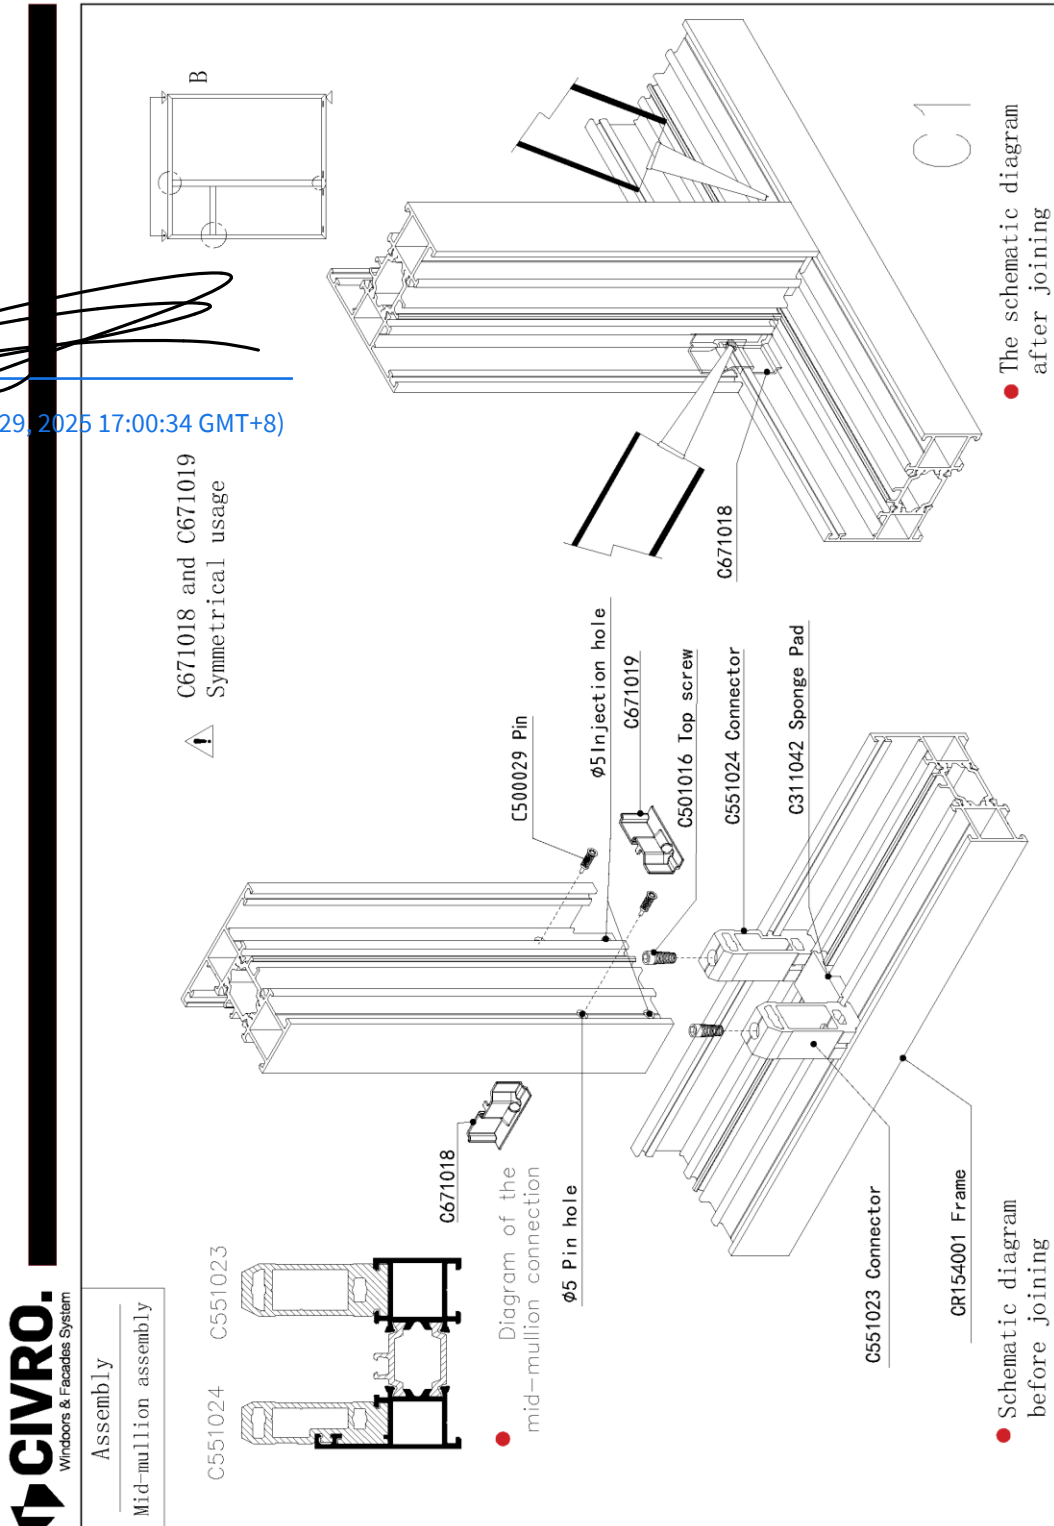 CIVRO.
Windoors & Facades System
Assembly
Mid-mullion assembly
C551024
C551023
Diagram of the
mid-mullion connection
C671018 and C671019
Symmetrical usage
B
29, 2025 17:00:34 GMT+8)
C671018
ϕ5 Pin hole
C500029 Pin
ϕ5Injection hole
C671019
C501016 Top screw
C551024 Connector
C311042 Sponge Pad
C551023 Connector
CR154001 Frame
Schematic diagram
before joining
C671018
C1
The schematic diagram
after joining